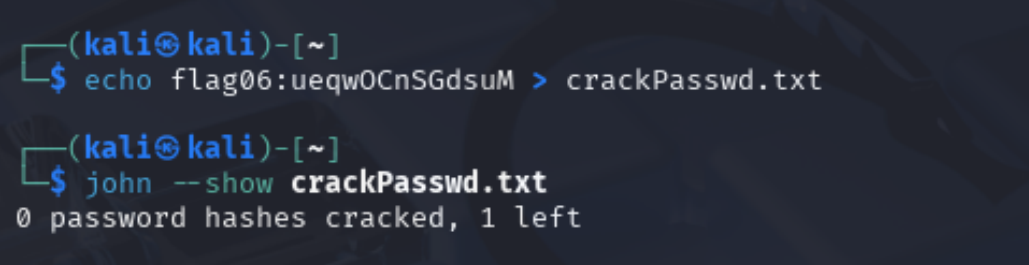 ┌──(kali㉿kali)-[~]
└─$ echo flag06:ueqwOCnSGdsuM > crackPasswd.txt
┌──(kali㉿kali)-[~]
└─$ john --show crackPasswd.txt
0 password hashes cracked, 1 left